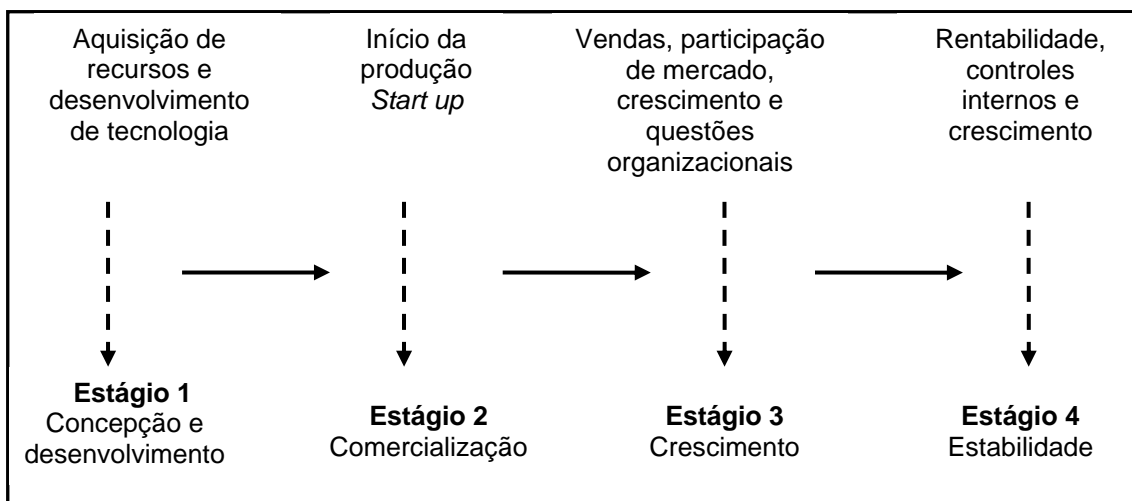 Aquisição de
recursos e
desenvolvimento
de tecnologia
Início da
produção
Start up
Vendas, participação
de mercado,
crescimento e
questões
organizacionais
Rentabilidade,
controles
internos e
crescimento
Estágio 1
Concepção e
desenvolvimento
Estágio 2
Comercialização
Estágio 3
Crescimento
Estágio 4
Estabilidade